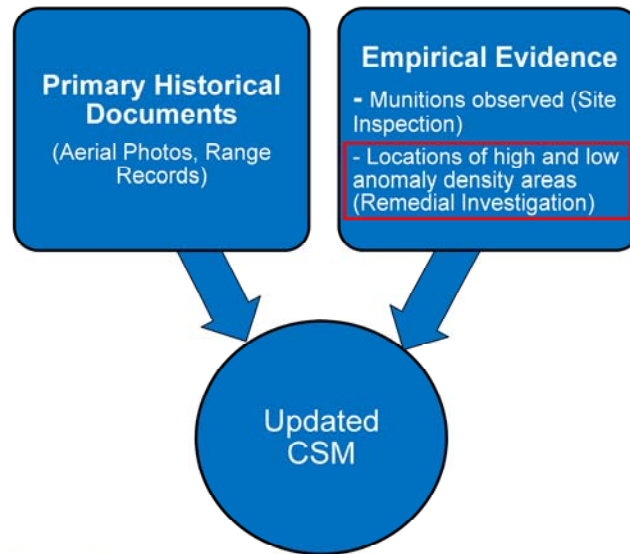 Primary Historical
Documents
(Aerial Photos, Range
Records)
Empirical Evidence
- Munitions observed (Site
Inspection)
- Locations of high and low
anomaly density areas
(Remedial Investigation)
Updated
CSM